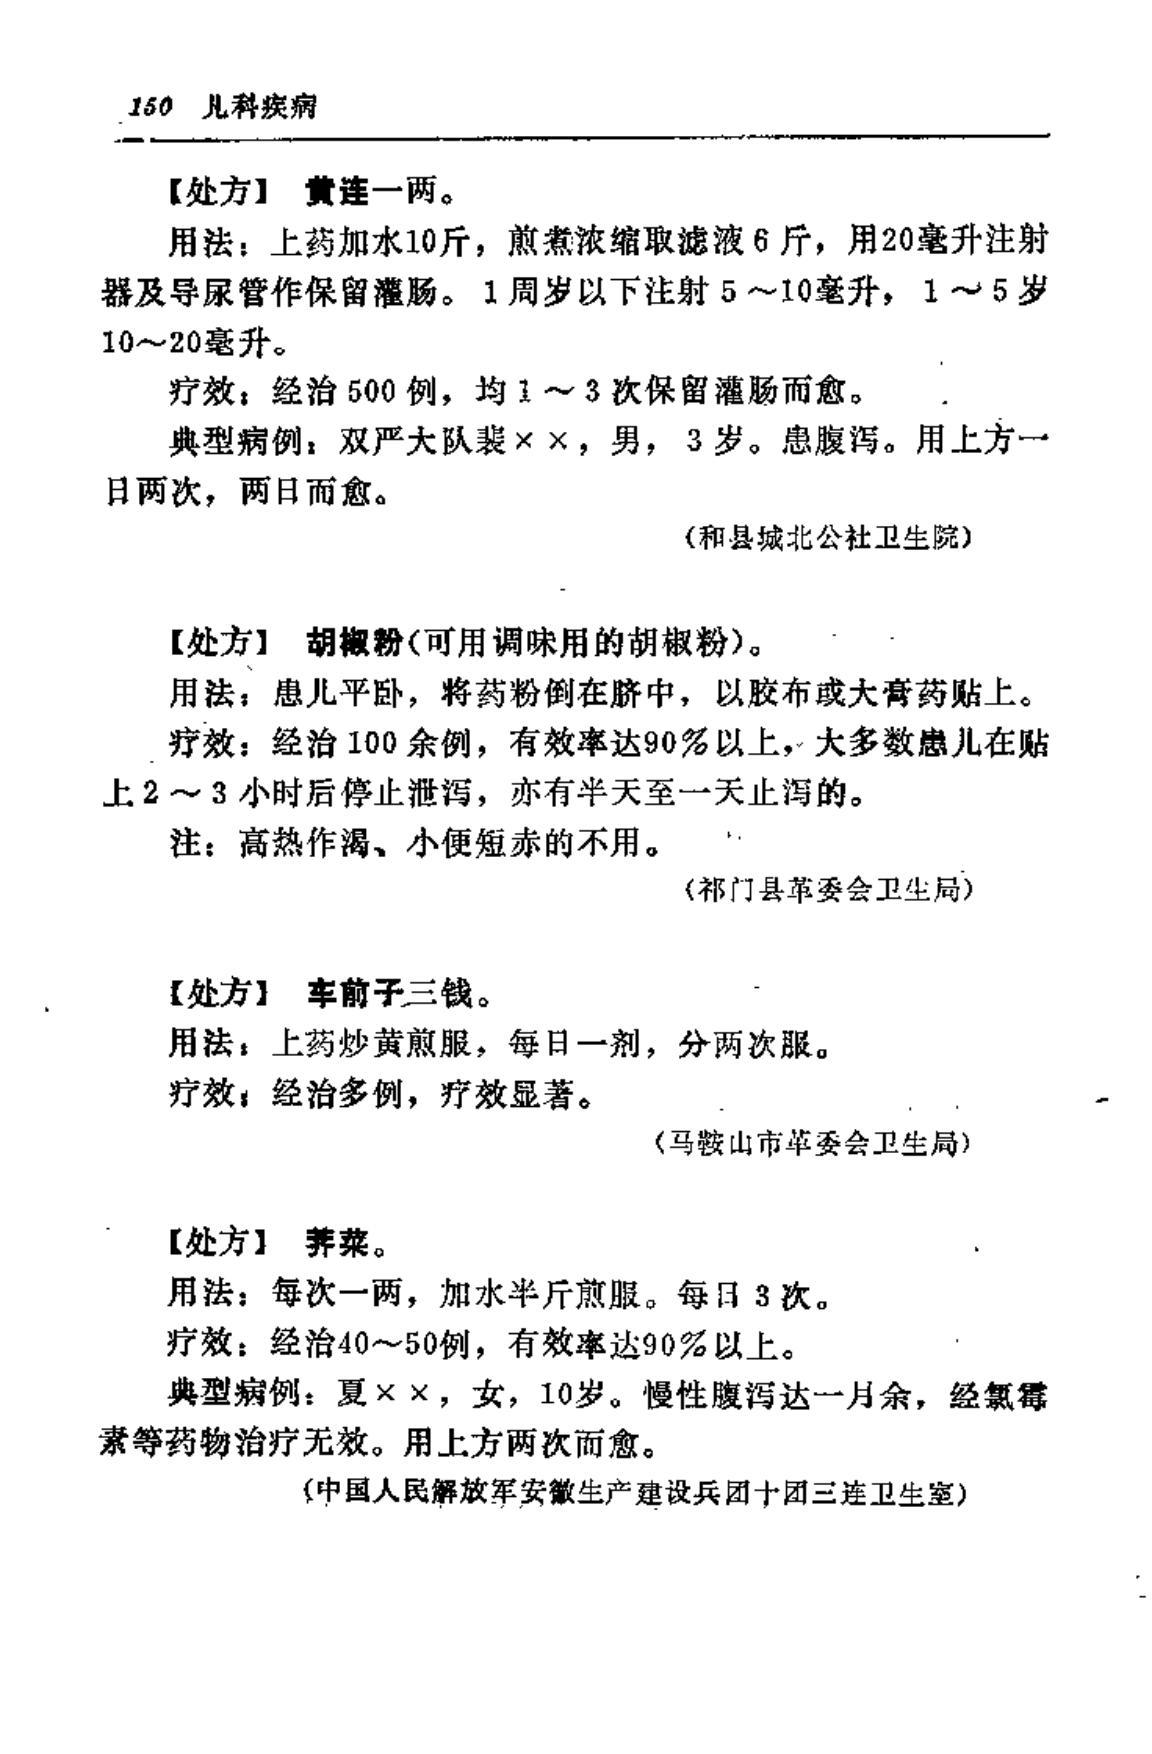 150 儿科疾病
【处方】 黄连一两。
用法：上药加水10斤，煎煮浓缩取滤液6斤，用20毫升注射
器及导尿管作保留灌肠。1周岁以下注射5～10毫升，1～5岁
10～20毫升。
疗效：经治500例，均1～3次保留灌肠而愈。
典型病例：双严大队裴××，男，3岁。患腹泻。用上方一
日两次，两日而愈。
（和县城北公社卫生院）
【处方】 胡椒粉（可用调味用的胡椒粉）。
用法：患儿平卧，将药粉倒在脐中，以胶布或大膏药贴上。
疗效：经治100余例，有效率达90％以上，大多数患儿在贴
上2～3小时后停止泄泻，亦有半天至一天止泻的。
注：高热作渴、小便短赤的不用。
（祁门县革委会卫生局）
【处方】 车前子三钱。
用法：上药炒黄煎服，每日一剂，分两次服。
疗效：经治多例，疗效显著。
（马鞍山市革委会卫生局）
【处方】 荠菜。
用法：每次一两，加水半斤煎服。每日3次。
疗效：经治40～50例，有效率达90％以上。
典型病例：夏××，女，10岁。慢性腹泻达一月余，经氯霉
素等药物治疗无效。用上方两次而愈。
（中国人民解放军安徽生产建设兵团十团三连卫生室）